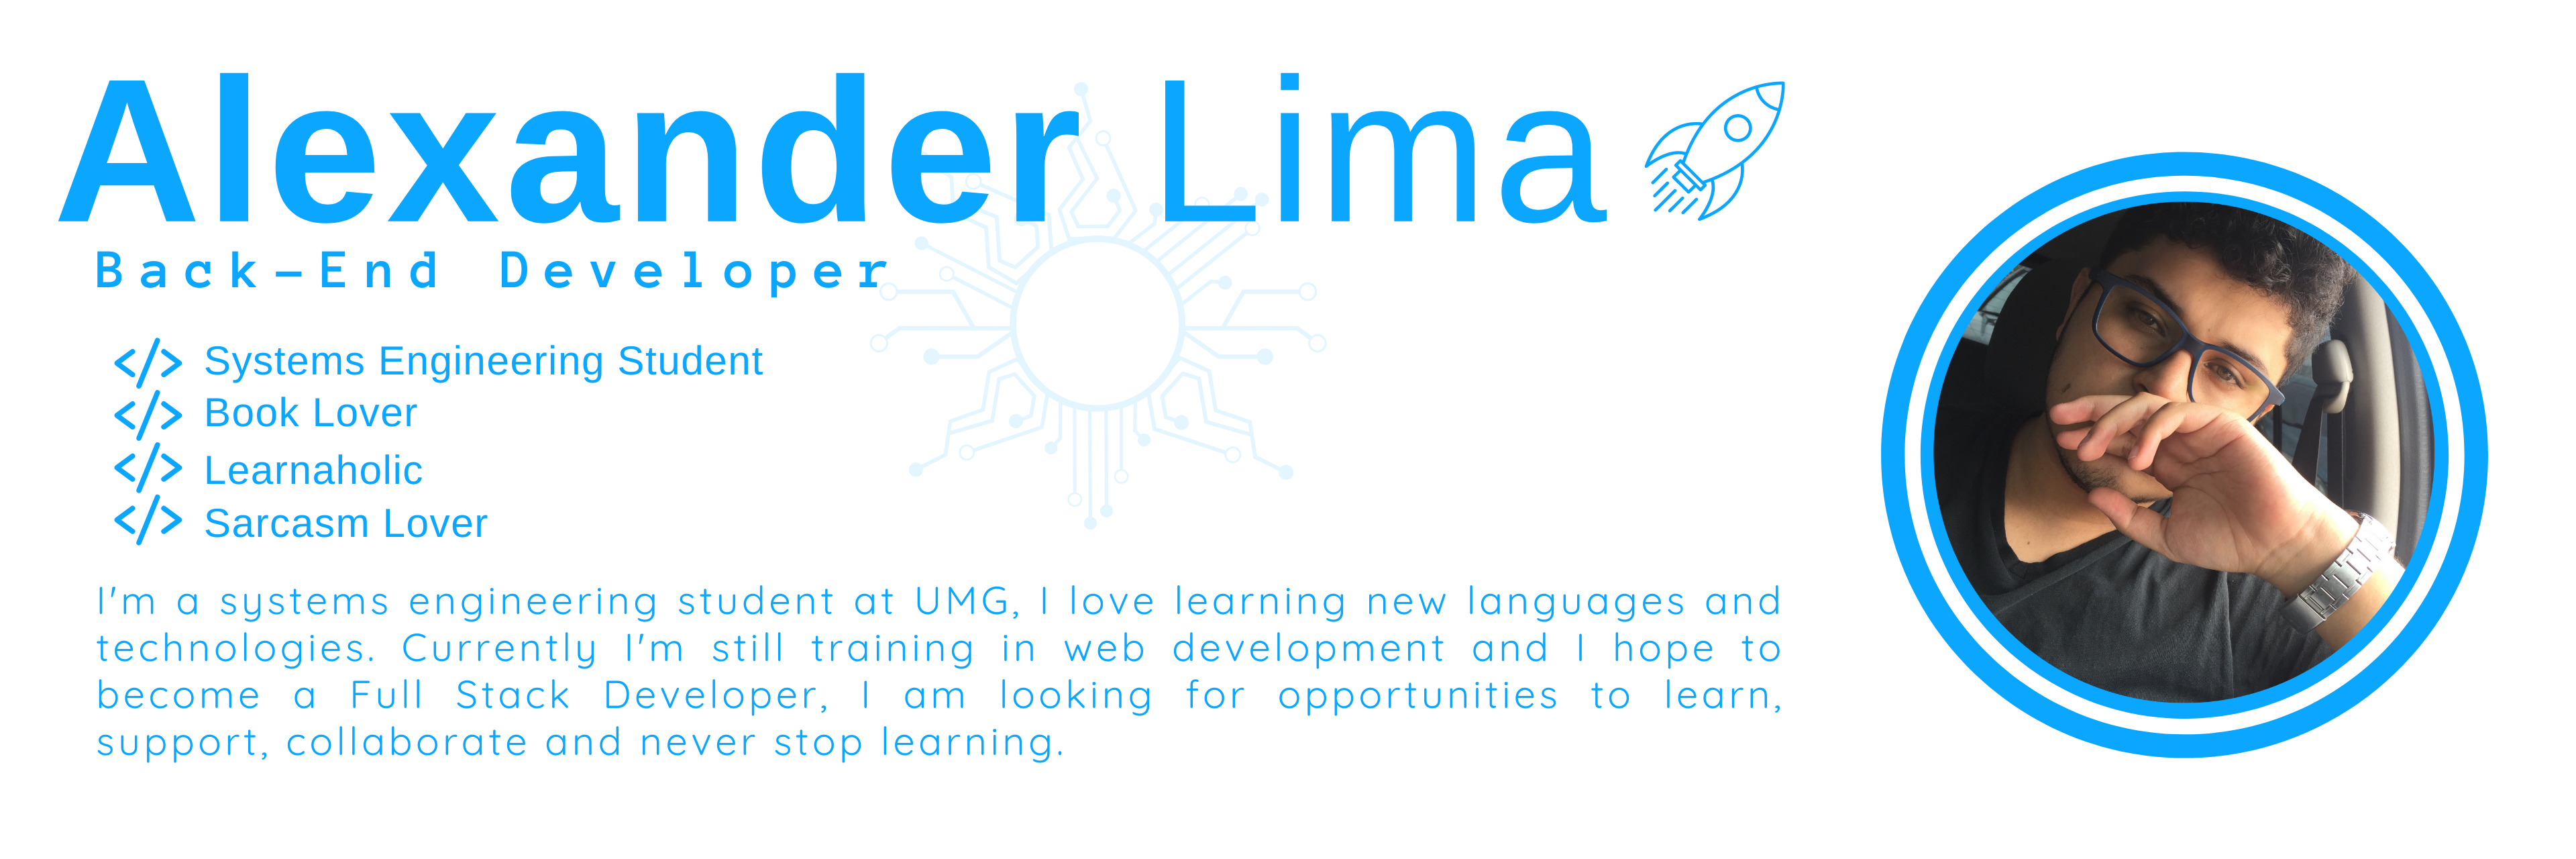 Alexander Lima
Back-End Developer
</> Systems Engineering Student
</> Book Lover
</> Learnaholic
</> Sarcasm Lover
I'm a systems engineering student at UMG, I love learning new languages and
technologies. Currently I'm still training in web development and I hope to
become a Full Stack Developer, I am looking for opportunities to learn,
support, collaborate and never stop learning.